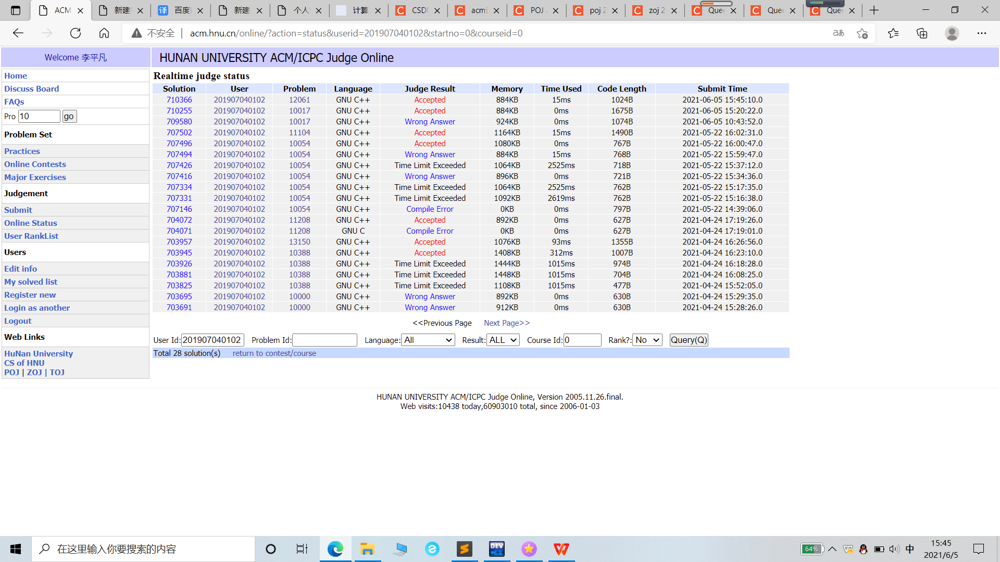 ACM
新建
百度
新建
个人
计算
CSD
acm
POJ
poj 2
zoj 2
Que
Que
Que
不安全 acm.hnu.cn/online/?action=status&userid=201907040102&startno=0&courseid=0
Welcome 李平凡
HUNAN UNIVERSITY ACM/ICPC Judge Online
Home
Discuss Board
FAQs
Pro 10 go
Problem Set
Practices
Online Contests
Major Exercises
Judgement
Submit
Online Status
User RankList
Users
Edit info
My solved list
Register new
Login as another
Logout
Web Links
HuNan University
CS of HNU
POJ | ZOJ | TOJ
Realtime judge status
Solution User Problem Language Judge Result Memory Time Used Code Length Submit Time
710366 201907040102 12061 GNU C++ Accepted 884KB 15ms 1024B 2021-06-05 15:45:10.0
710255 201907040102 10017 GNU C++ Accepted 884KB 0ms 1675B 2021-06-05 15:20:22.0
709580 201907040102 10017 GNU C++ Wrong Answer 924KB 0ms 1074B 2021-06-05 10:43:52.0
707502 201907040102 11104 GNU C++ Accepted 1164KB 15ms 1490B 2021-05-22 16:02:31.0
707496 201907040102 10054 GNU C++ Accepted 1080KB 0ms 767B 2021-05-22 16:00:47.0
707494 201907040102 10054 GNU C++ Wrong Answer 884KB 15ms 768B 2021-05-22 15:59:47.0
707426 201907040102 10054 GNU C++ Time Limit Exceeded 1064KB 2525ms 718B 2021-05-22 15:37:12.0
707416 201907040102 10054 GNU C++ Wrong Answer 896KB 0ms 721B 2021-05-22 15:34:36.0
707334 201907040102 10054 GNU C++ Time Limit Exceeded 1064KB 2525ms 762B 2021-05-22 15:17:35.0
707331 201907040102 10054 GNU C++ Time Limit Exceeded 1092KB 2619ms 762B 2021-05-22 15:16:38.0
707146 201907040102 10054 GNU C++ Compile Error 0KB 0ms 797B 2021-05-22 14:39:06.0
704072 201907040102 11208 GNU C++ Accepted 892KB 0ms 627B 2021-04-24 17:19:26.0
704071 201907040102 11208 GNU C Compile Error 0KB 0ms 627B 2021-04-24 17:19:01.0
703957 201907040102 13150 GNU C++ Accepted 1076KB 93ms 1355B 2021-04-24 16:26:56.0
703945 201907040102 10388 GNU C++ Accepted 1408KB 312ms 1007B 2021-04-24 16:23:10.0
703926 201907040102 10388 GNU C++ Time Limit Exceeded 1444KB 1015ms 974B 2021-04-24 16:18:28.0
703881 201907040102 10388 GNU C++ Time Limit Exceeded 1448KB 1015ms 704B 2021-04-24 16:08:25.0
703825 201907040102 10388 GNU C++ Time Limit Exceeded 1108KB 1015ms 477B 2021-04-24 15:52:05.0
703695 201907040102 10000 GNU C++ Wrong Answer 892KB 0ms 630B 2021-04-24 15:29:35.0
703691 201907040102 10000 GNU C++ Wrong Answer 912KB 0ms 630B 2021-04-24 15:28:26.0
<<Previous Page Next Page>>
User Id: 201907040102 Problem Id: Language: All Result: ALL Course Id: 0 Rank?: No Query(Q)
Total 28 solution(s) return to contest/course
HUNAN UNIVERSITY ACM/ICPC Judge Online, Version 2005.11.26.final.
Web visits:10438 today,60903010 total, since 2006-01-03
在这里输入你要搜索的内容
DEV
64%
中
15:45
2021/6/5